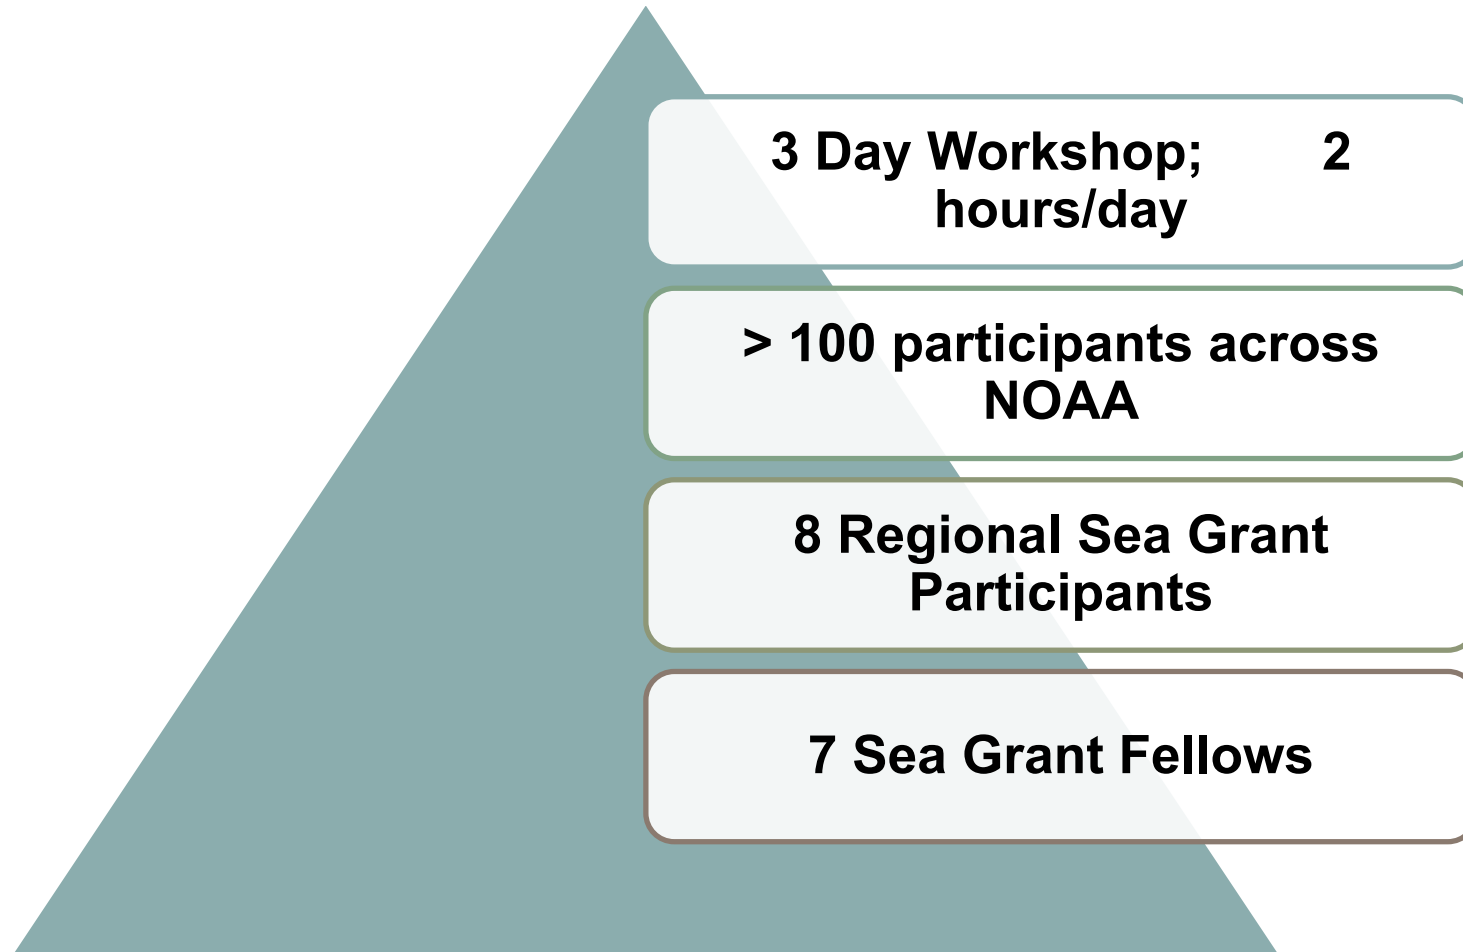 3 Day Workshop; 2
hours/day
> 100 participants across
NOAA
8 Regional Sea Grant
Participants
7 Sea Grant Fellows